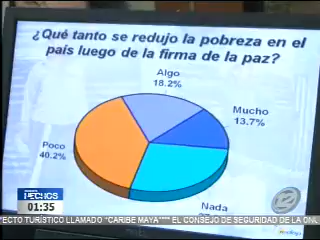 ¿Qué tanto se redujo la pobreza en el
país luego de la firma de la paz?
Algo
18.2%
Mucho
13.7%
Poco
40.2%
Nada
HECHOS
01:35
ECTO TURÍSTICO LLAMADO "CARIBE MAYA"**** EL CONSEJO DE SEGURIDAD DE LA ONU